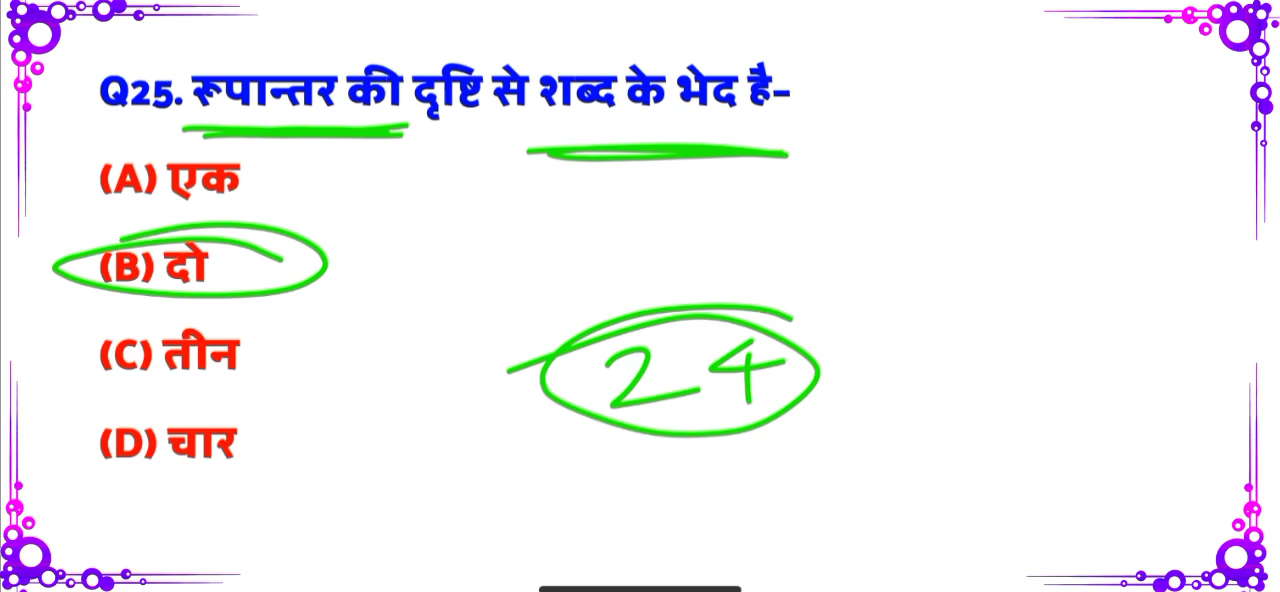 Q25. रूपान्तर की दृष्टि से शब्द के भेद है-
(A) एक
(B) दो
(C) तीन
24
(D) चार